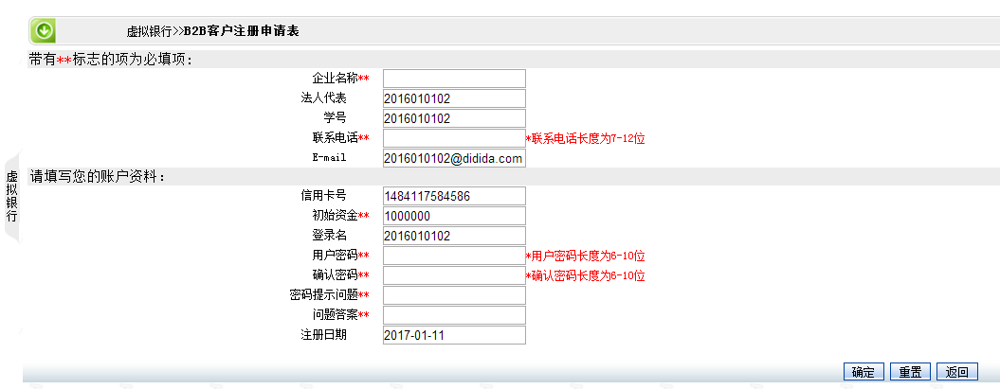 虚拟银行>>B2B客户注册申请表
带有**标志的项为必填项：
企业名称**
法人代表 2016010102
学号 2016010102
联系电话** *联系电话长度为7-12位
E-mail 2016010102@didida.com
虚拟银行
请填写您的账户资料：
信用卡号 1484117584586
初始资金** 1000000
登录名 2016010102
用户密码** *用户密码长度为6-10位
确认密码** *确认密码长度为6-10位
密码提示问题**
问题答案**
注册日期 2017-01-11
确定 重置 返回